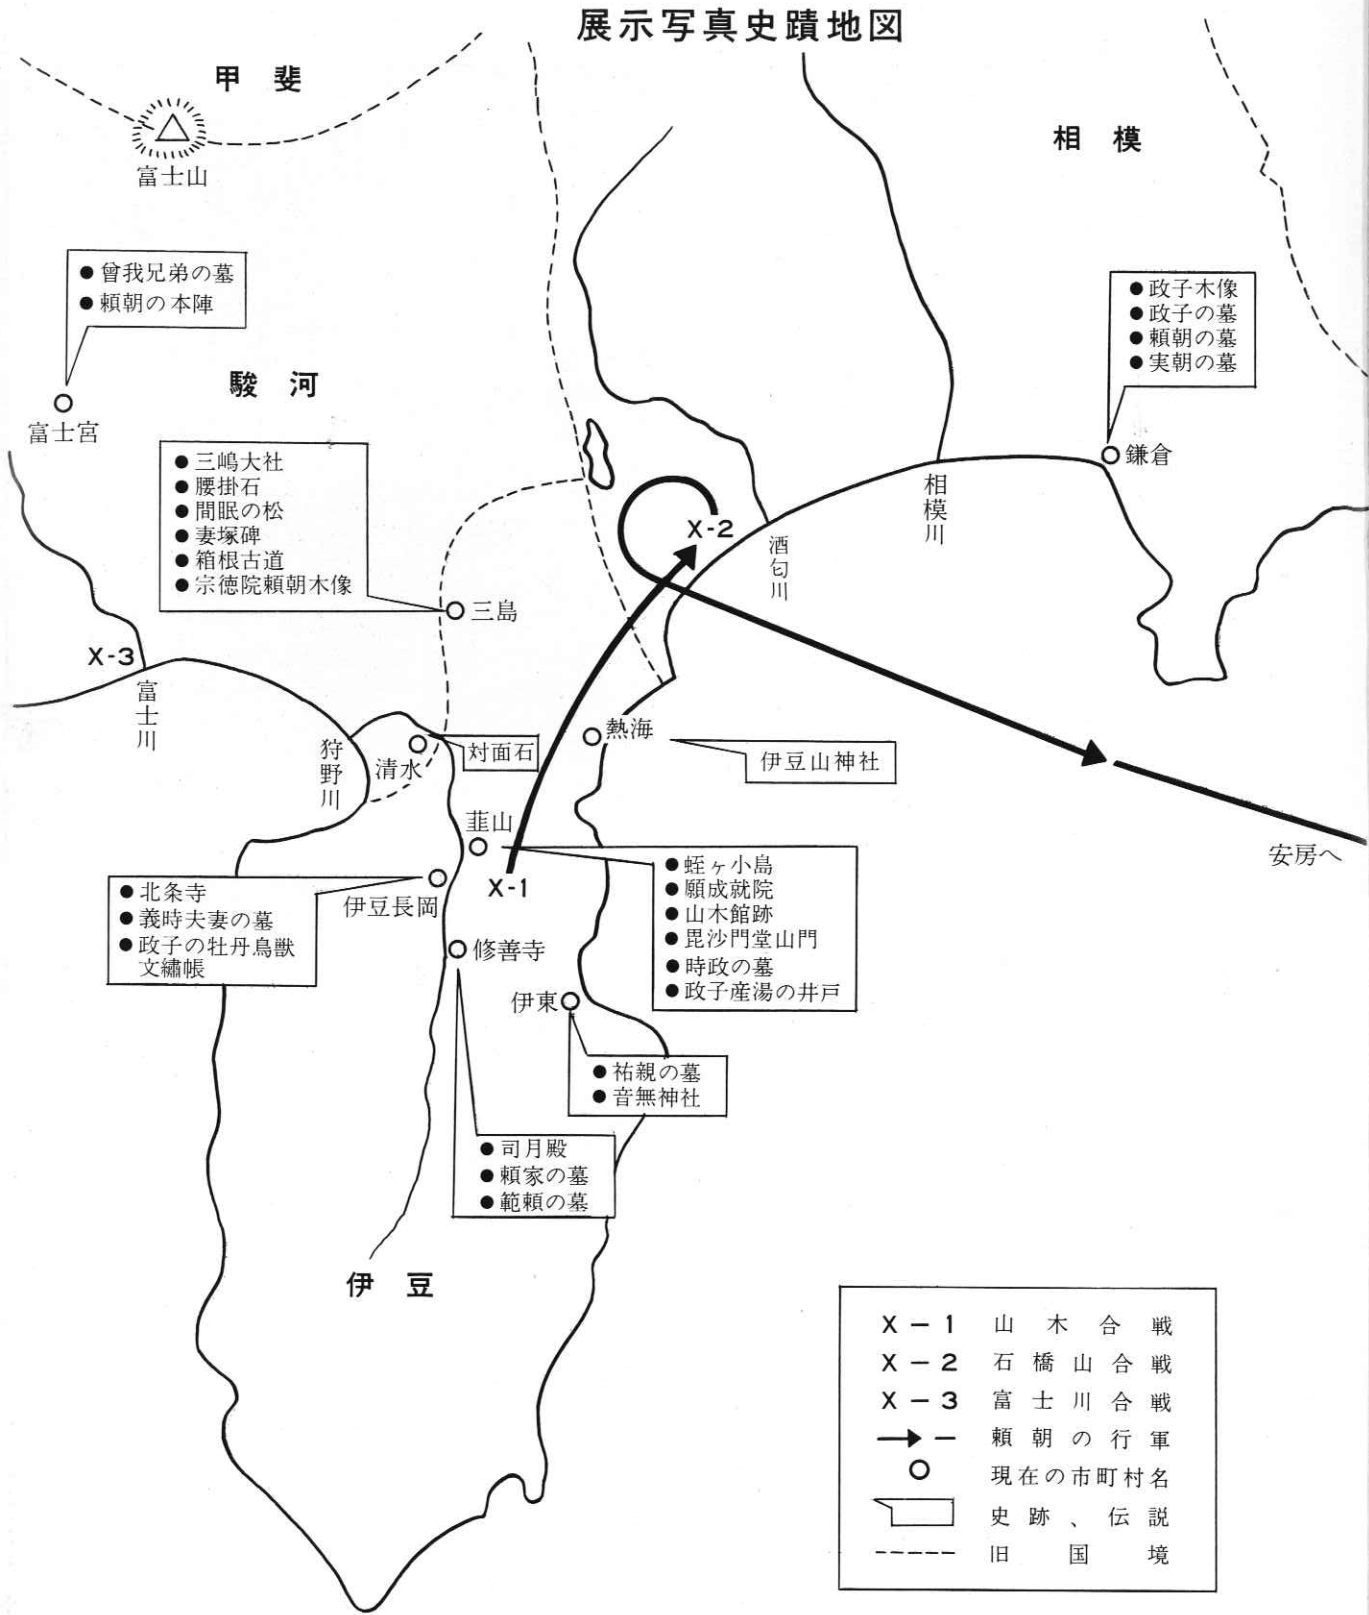 展示写真史蹟地図
甲斐
富士山
相模
●曾我兄弟の墓
●頼朝の本陣
駿河
富士宮
●政子木像
●政子の墓
●頼朝の墓
●実朝の墓
鎌倉
●三嶋大社
●腰掛石
●間眠の松
●妻塚碑
●箱根古道
●宗徳院頼朝木像
三島
相模川
X-2
酒匂川
X-3
富士川
狩野川
清水
対面石
熱海
伊豆山神社
安房へ
韮山
X-1
●蛭ヶ小島
●願成就院
●山木館跡
●毘沙門堂山門
●時政の墓
●政子産湯の井戸
●北条寺
●義時夫妻の墓
●政子の牡丹鳥獣
文繡帳
伊豆長岡
修善寺
伊東
●祐親の墓
●音無神社
●司月殿
●頼家の墓
●範頼の墓
伊豆
X-1 山木合戦
X-2 石橋山合戦
X-3 富士川合戦
頼朝の行軍
現在の市町村名
史跡、伝説
旧国境